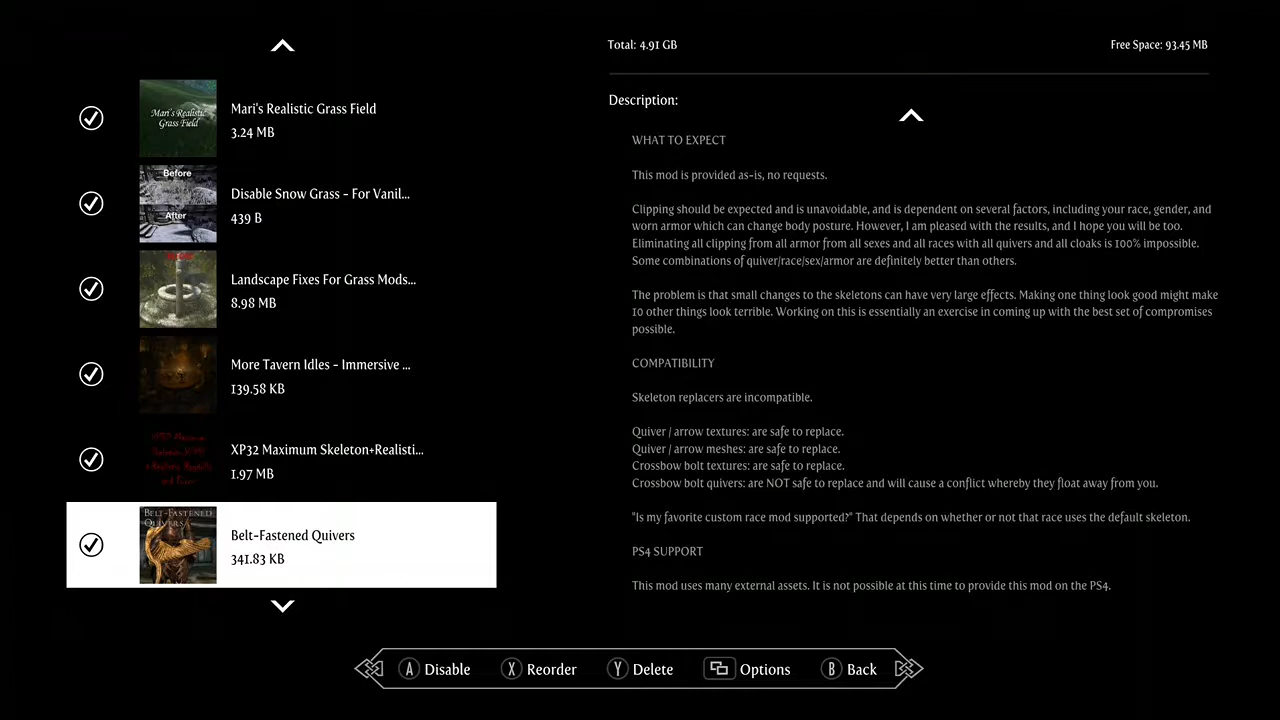 Total: 4.91 GB
Free Space: 93.45 MB
Mari's Realistic
Grass Field
Mari's Realistic Grass Field
3.24 MB
Before
After
Disable Snow Grass - For Vanil...
439 B
Landscape Fixes For Grass Mods...
8.98 MB
More Tavern Idles - Immersive ...
139.58 KB
XP32 Maximum Skeleton+Realisti...
1.97 MB
BELT-FASTENED
QUIVERS
Belt-Fastened Quivers
341.83 KB
Description:
WHAT TO EXPECT
This mod is provided as-is, no requests.
Clipping should be expected and is unavoidable, and is dependent on several factors, including your race, gender, and
worn armor which can change body posture. However, I am pleased with the results, and I hope you will be too.
Eliminating all clipping from all armor from all sexes and all races with all quivers and all cloaks is 100% impossible.
Some combinations of quiver/race/sex/armor are definitely better than others.
The problem is that small changes to the skeletons can have very large effects. Making one thing look good might make
10 other things look terrible. Working on this is essentially an exercise in coming up with the best set of compromises
possible.
COMPATIBILITY
Skeleton replacers are incompatible.
Quiver / arrow textures: are safe to replace.
Quiver / arrow meshes: are safe to replace.
Crossbow bolt textures: are safe to replace.
Crossbow bolt quivers: are NOT safe to replace and will cause a conflict whereby they float away from you.
"Is my favorite custom race mod supported?" That depends on whether or not that race uses the default skeleton.
PS4 SUPPORT
This mod uses many external assets. It is not possible at this time to provide this mod on the PS4.
A Disable
X Reorder
Y Delete
Options
B Back